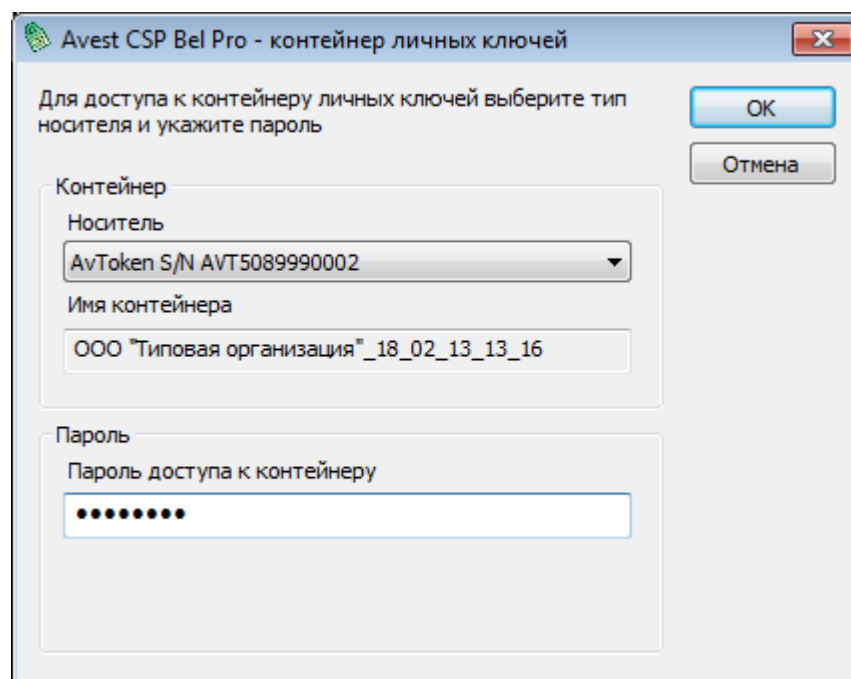 Avest CSP Bel Pro - контейнер личных ключей
Для доступа к контейнеру личных ключей выберите тип
носителя и укажите пароль
OK
Отмена
Контейнер
Носитель
AvToken S/N AVT5089990002
Имя контейнера
ООО "Типовая организация"_18_02_13_13_16
Пароль
Пароль доступа к контейнеру
••••••••